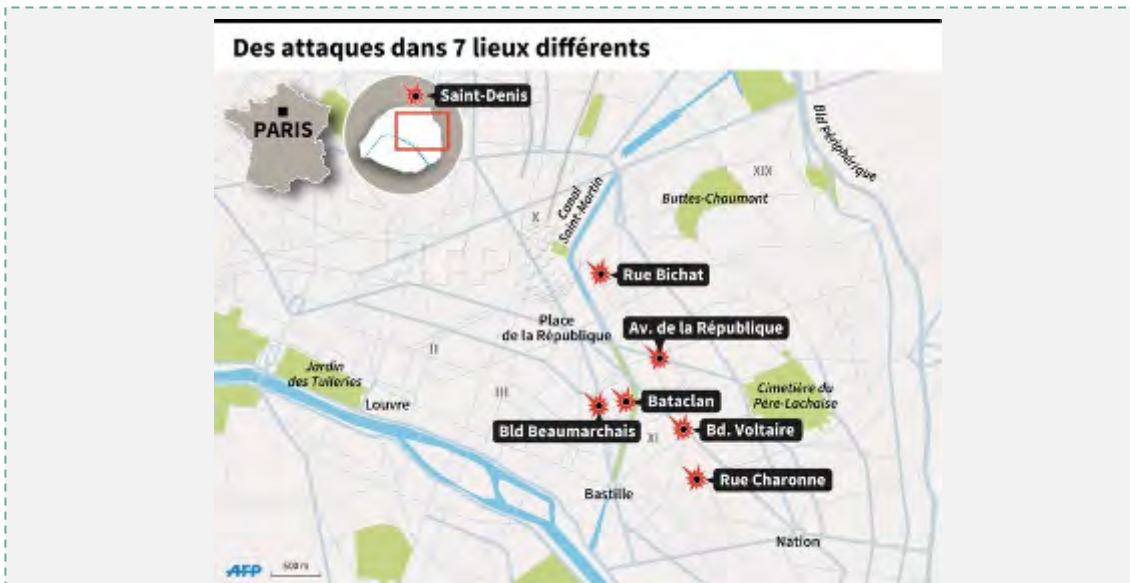 Des attaques dans 7 lieux différents
Saint-Denis
PARIS
Bld Périphérique
XIX
Buttes-Chaumont
Canal
Saint-Martin
X
Rue Bichat
Place
de la République
Av. de la République
II
Jardin
des Tuileries
III
Cimetière du
Père-Lachaise
Louvre
Bataclan
Bld Beaumarchais
XI
Bd. Voltaire
Rue Charonne
Bastille
Nation
AFP
500 m